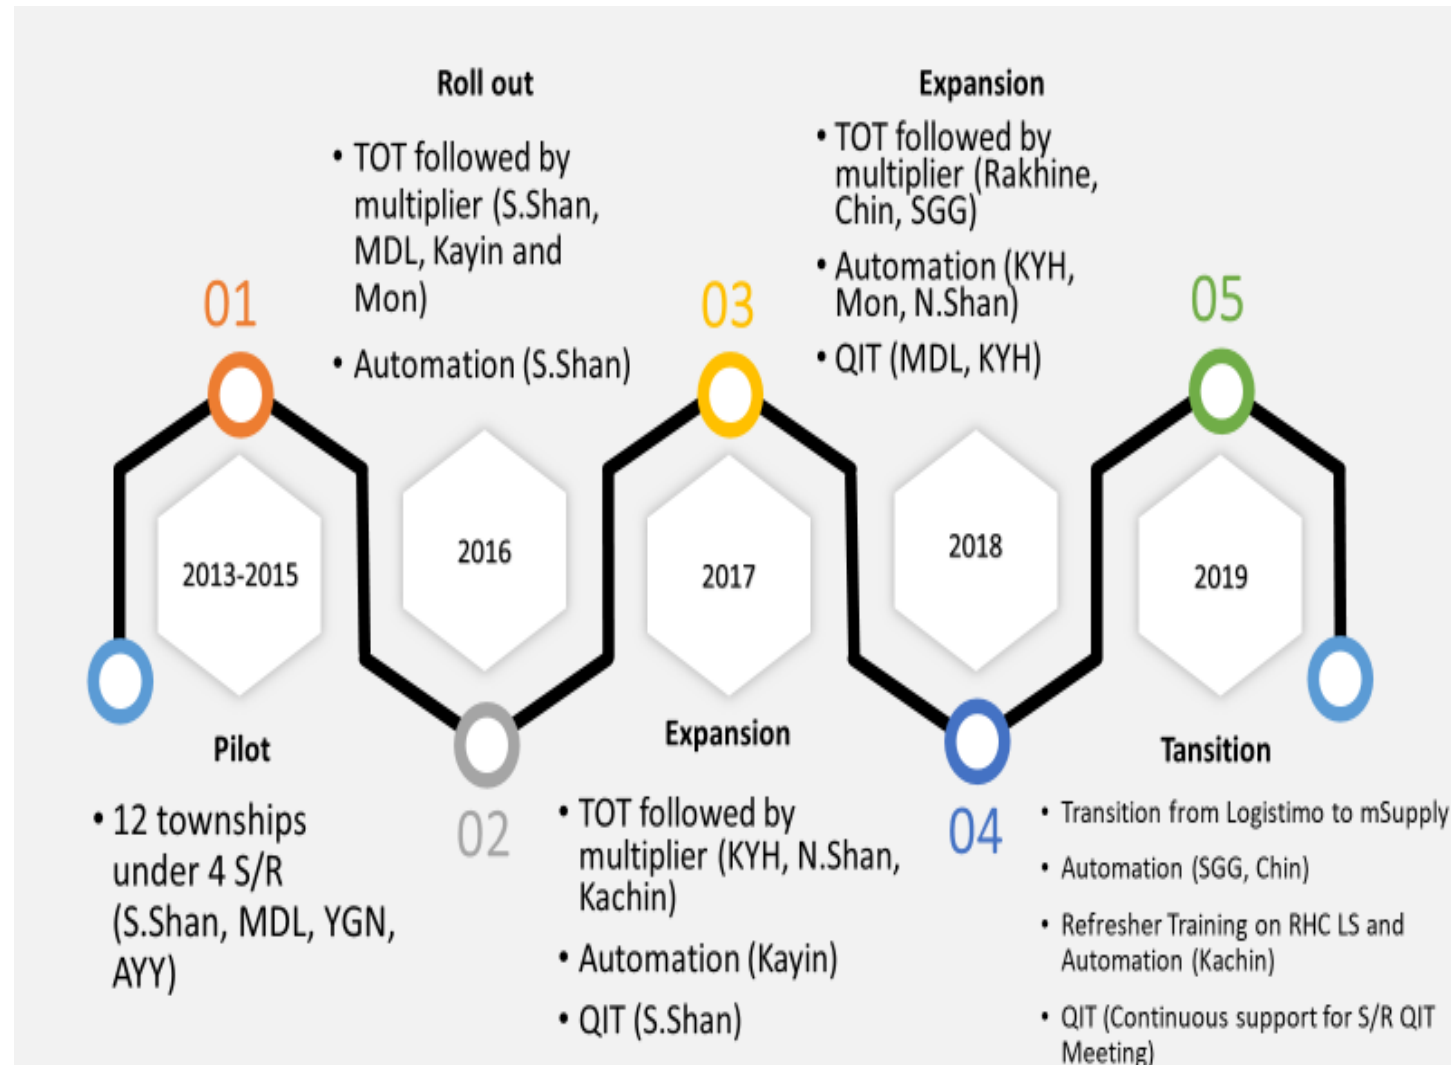 Roll out
• TOT followed by
multiplier (S.Shan,
MDL, Kayin and
Mon)
• Automation (S.Shan)
Expansion
• TOT followed by
multiplier (Rakhine,
Chin, SGG)
• Automation (KYH,
Mon, N.Shan)
• QIT (MDL, KYH)
01
03
05
2013-2015
2016
2017
2018
2019
Pilot
• 12 townships
under 4 S/R
(S.Shan, MDL, YGN,
AYY)
02
Expansion
• TOT followed by
multiplier (KYH, N.Shan,
Kachin)
• Automation (Kayin)
• QIT (S.Shan)
04
Tansition
• Transition from Logistimo to mSupply
• Automation (SGG, Chin)
• Refresher Training on RHC LS and
Automation (Kachin)
• QIT (Continuous support for S/R QIT
Meeting)